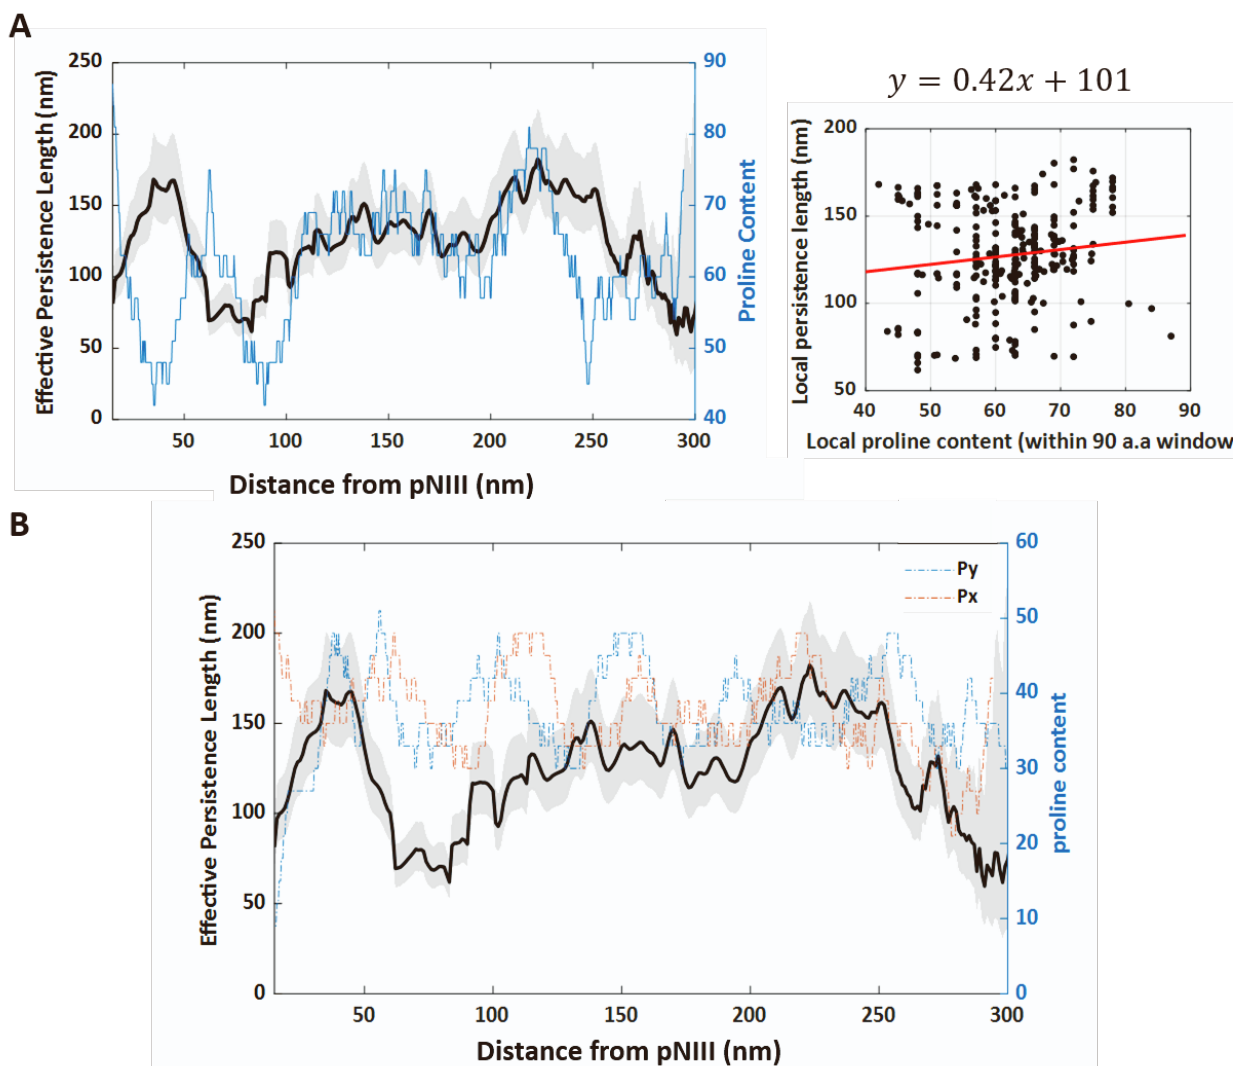 A
250
200
150
100
50
0
Effective Persistence Length (nm)
90
80
70
60
50
40
Proline Content
50 100 150 200 250 300
Distance from pNIII (nm)
y = 0.42x + 101
200
150
100
50
Local persistence length (nm)
40 50 60 70 80 90
Local proline content (within 90 a.a window
B
250
200
150
100
50
0
Effective Persistence Length (nm)
Py
Px
60
50
40
30
20
10
0
proline content
50 100 150 200 250 300
Distance from pNIII (nm)